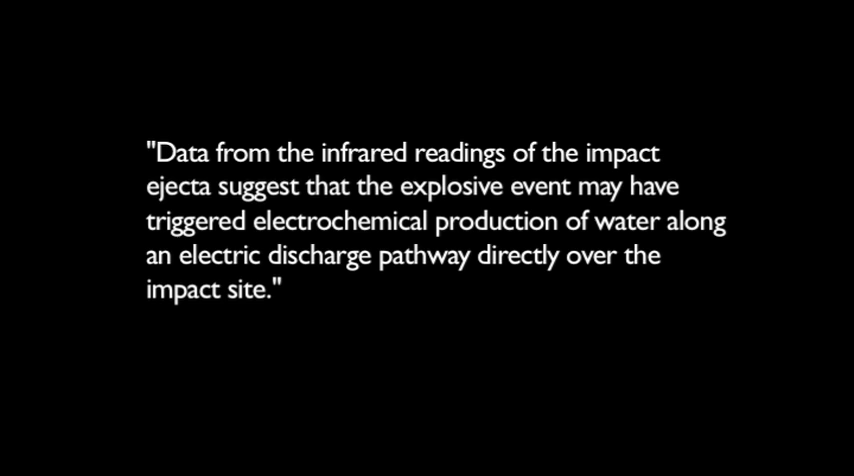 "Data from the infrared readings of the impact
ejecta suggest that the explosive event may have
triggered electrochemical production of water along
an electric discharge pathway directly over the
impact site."